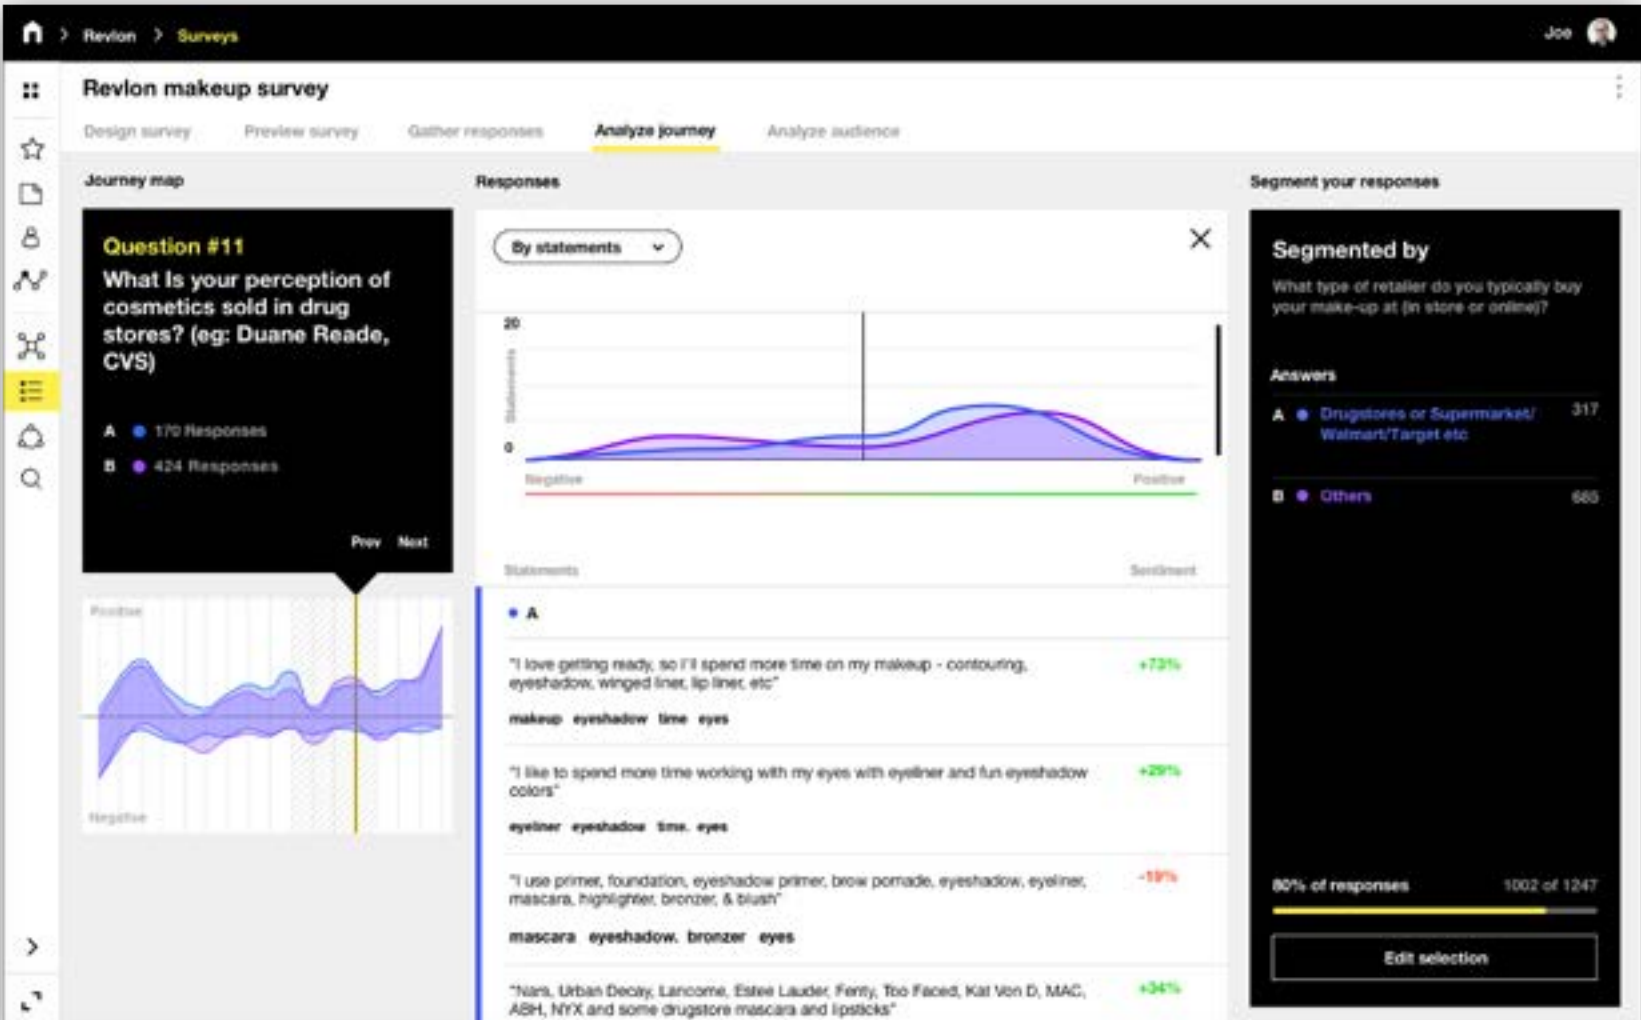 Revlon > Surveys
Joe
Revlon makeup survey
Design survey
Preview survey
Gather responses
Analyze journey
Analyze audience
Journey map
Question #11
What Is your perception of
cosmetics sold in drug
stores? (eg: Duane Reade,
CVS)
A 170 Responses
B 424 Responses
Prev Next
Positive
Negative
Responses
By statements
20
Statements
0
Negative
Positive
Statements
Sentiment
A
"I love getting ready, so I'll spend more time on my makeup - contouring,
eyeshadow, winged liner, lip liner, etc"
+73%
makeup eyeshadow time eyes
"I like to spend more time working with my eyes with eyeliner and fun eyeshadow
colors"
+29%
eyeliner eyeshadow time. eyes
"I use primer, foundation, eyeshadow primer, brow pomade, eyeshadow, eyeliner,
mascara, highlighter, bronzer, & blush"
-19%
mascara eyeshadow. bronzer eyes
"Nars, Urban Decay, Lancome, Estee Lauder, Fenty, Too Faced, Kat Von D, MAC,
ABH, NYX and some drugstore mascara and lipsticks"
+34%
Segment your responses
Segmented by
What type of retailer do you typically buy
your make-up at (in store or online)?
Answers
A Drugstores or Supermarket/
Walmart/Target etc
317
B Others
685
80% of responses
1002 of 1247
Edit selection